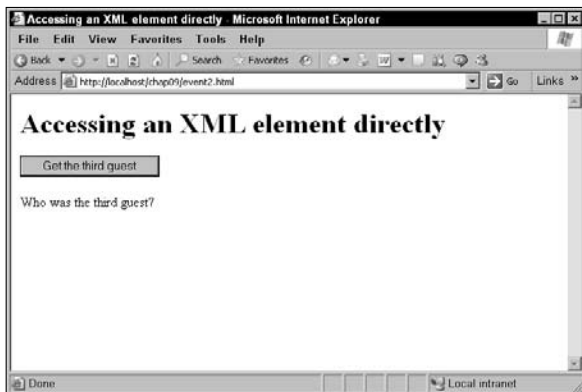 Accessing an XML element directly - Microsoft Internet Explorer
File Edit View Favorites Tools Help
Back Search Favorites
Address http://localhost/chap09/event2.html Go Links »
Accessing an XML element directly
Get the third guest
Who was the third guest?
Done Local intranet